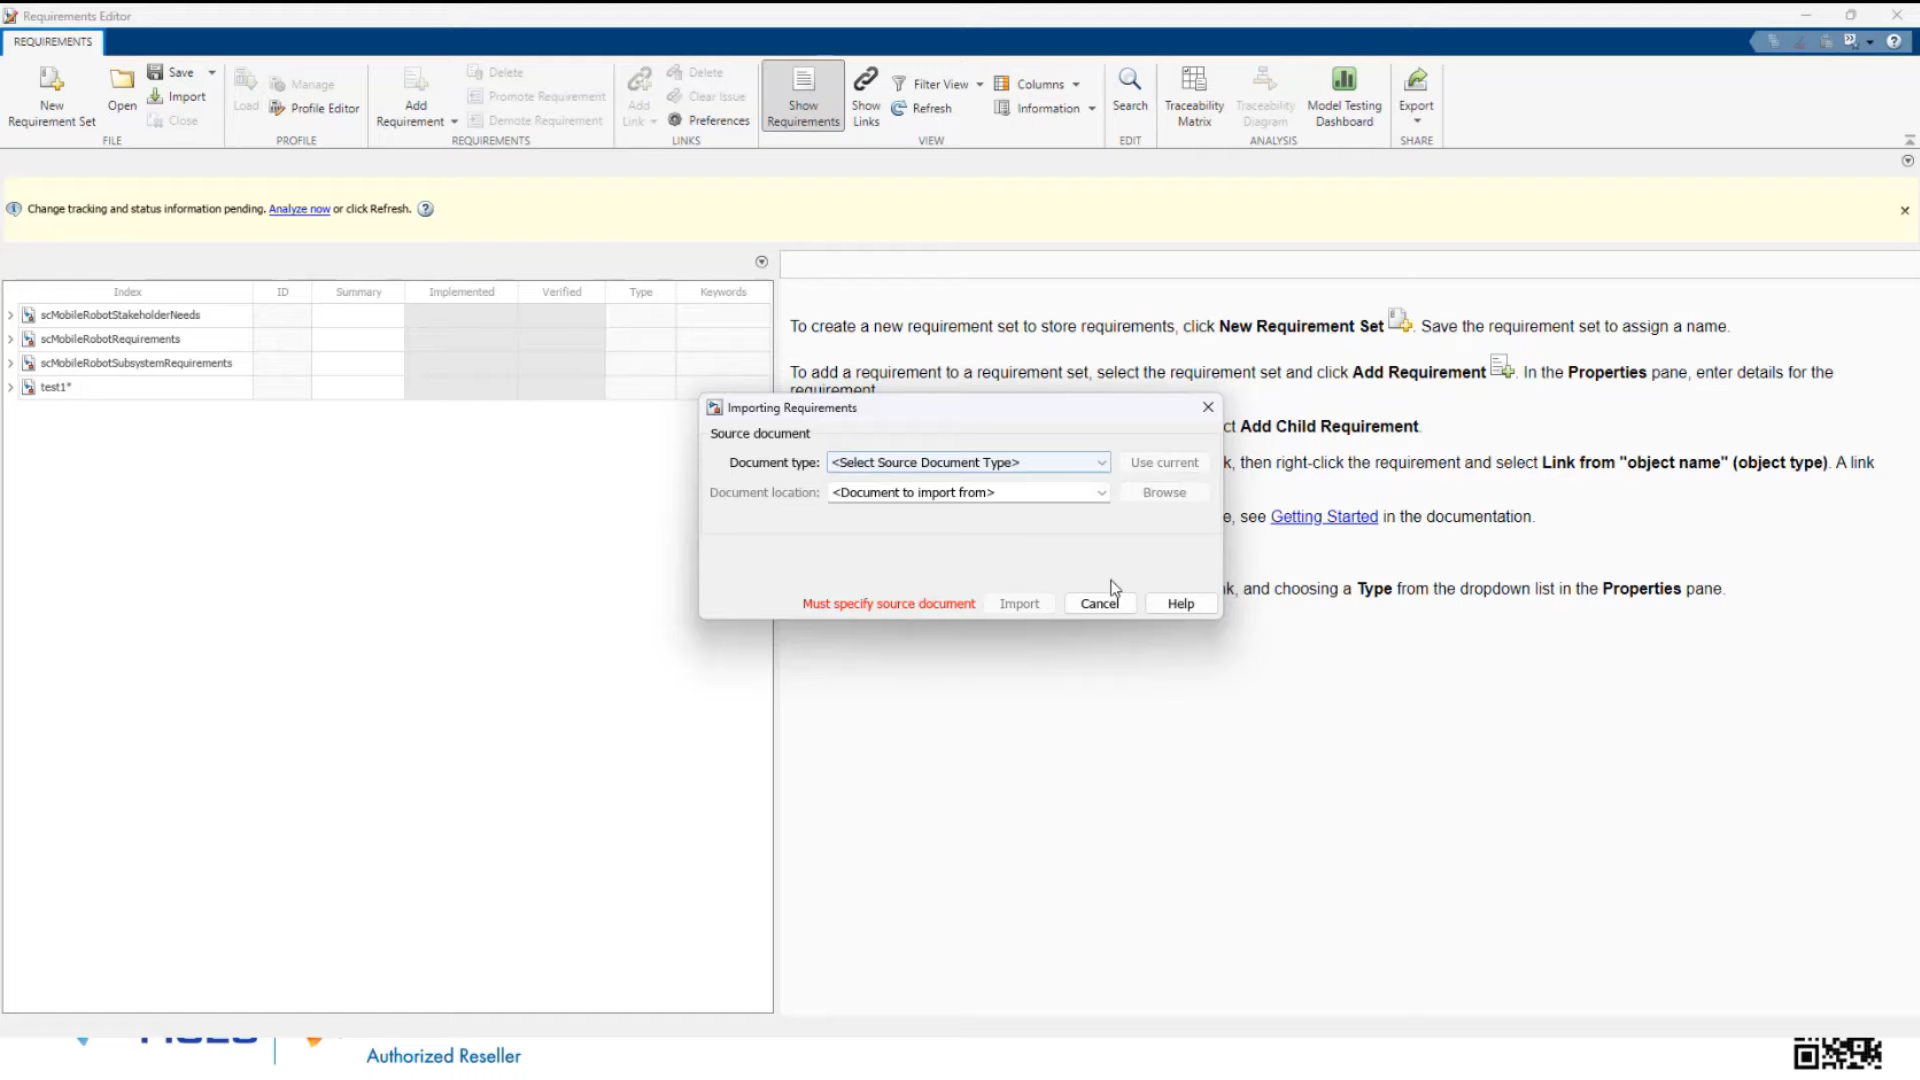 Requirements Editor
REQUIREMENTS
New
Requirement Set
Open
Save
Import
Close
FILE
Load
Manage
Profile Editor
PROFILE
Add
Requirement
Delete
Promote Requirement
Demote Requirement
REQUIREMENTS
Add
Link
Delete
Clear Issue
Preferences
LINKS
Show
Requirements
Show
Links
Filter View
Refresh
Columns
Information
VIEW
Search
EDIT
Traceability
Matrix
Traceability
Diagram
Model Testing
Dashboard
ANALYSIS
Export
SHARE
Change tracking and status information pending. Analyze now or click Refresh.
Index ID Summary Implemented Verified Type Keywords
scMobileRobotStakeholderNeeds
scMobileRobotRequirements
scMobileRobotSubsystemRequirements
test1*
To create a new requirement set to store requirements, click New Requirement Set . Save the requirement set to assign a name.
To add a requirement to a requirement set, select the requirement set and click Add Requirement . In the Properties pane, enter details for the
requirement
ct Add Child Requirement.
k, then right-click the requirement and select Link from "object name" (object type). A link
e, see Getting Started in the documentation.
k, and choosing a Type from the dropdown list in the Properties pane.
Importing Requirements
Source document
Document type: <Select Source Document Type> Use current
Document location: <Document to import from> Browse
Must specify source document Import Cancel Help
Authorized Reseller